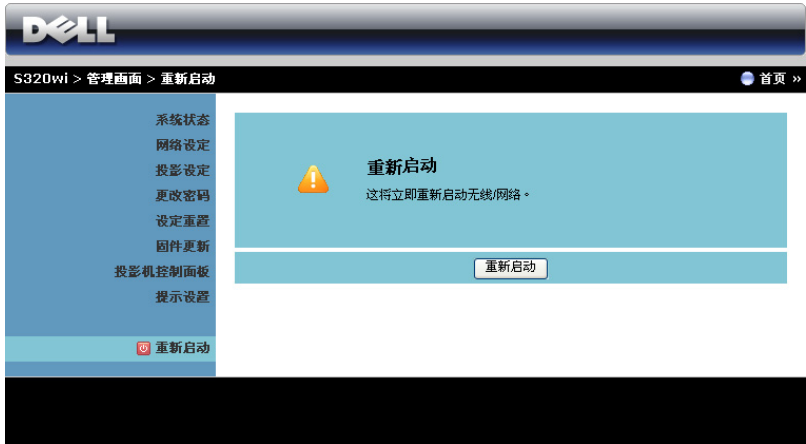 DELL
S320wi > 管理画面 > 重新启动
首页 »
系统状态
网络设定
投影设定
更改密码
设定重置
固件更新
投影机控制面板
提示设置
重新启动
重新启动
这将立即重新启动无线/网络。
重新启动